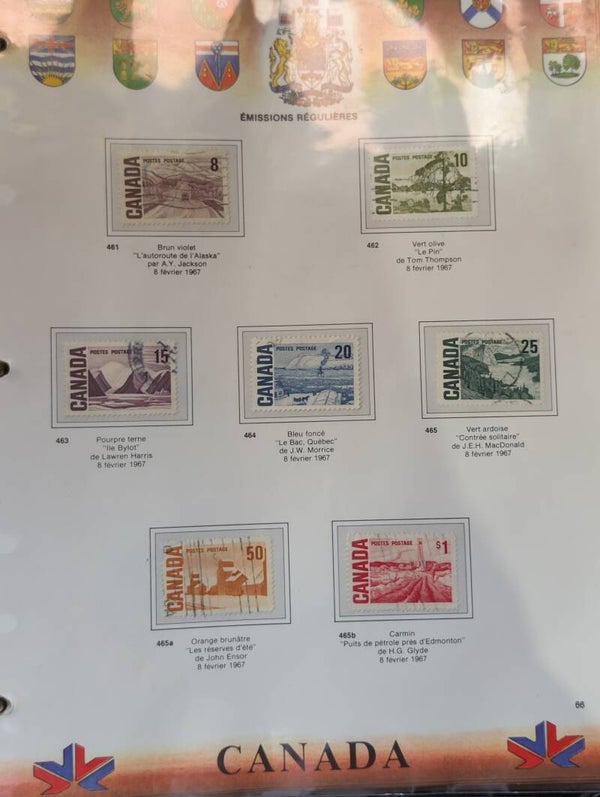 ÉMISSIONS RÉGULIÈRES
POSTES POSTAGE 8
CANADA
461 Brun violet
"L'autoroute de l'Alaska"
par A.Y. Jackson
8 février 1967
POSTES POSTAGE 10
CANADA
462 Vert olive
"Le Pin"
de Tom Thompson
8 février 1967
POSTES POSTAGE 15
CANADA
463 Pourpre terne
"Ile Bylot"
de Lawren Harris
8 février 1967
POSTES POSTAGE 20
CANADA
464 Bleu foncé
"Le Bac, Québec"
de J.W. Morrice
8 février 1967
POSTES POSTAGE 25
CANADA
465 Vert ardoise
"Contrée solitaire"
de J.E.H. MacDonald
8 février 1967
POSTES POSTAGE 50
CANADA
465a Orange brunâtre
"Les réserves d'été"
de John Ensor
8 février 1967
POSTES POSTAGE $1
CANADA
465b Carmin
"Puits de pétrole près d'Edmonton"
de H.G. Glyde
8 février 1967
66
CANADA